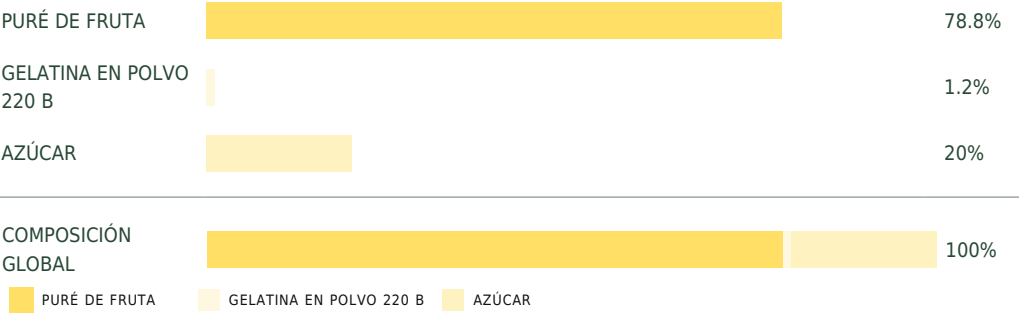 PURÉ DE FRUTA 78.8%
GELATINA EN POLVO
220 B 1.2%
AZÚCAR 20%
COMPOSICIÓN
GLOBAL 100%
PURÉ DE FRUTA GELATINA EN POLVO 220 B AZÚCAR